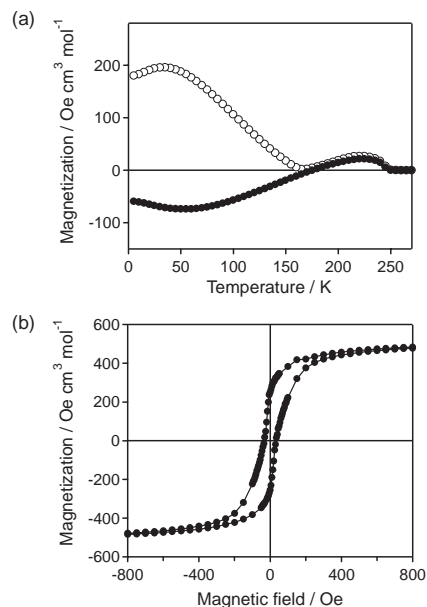 (a)
Magnetization / Oe cm³ mol⁻¹
200
100
0
-100
0 50 100 150 200 250
Temperature / K
(b)
Magnetization / Oe cm³ mol⁻¹
600
400
200
0
-200
-400
-600
-800 -400 0 400 800
Magnetic field / Oe